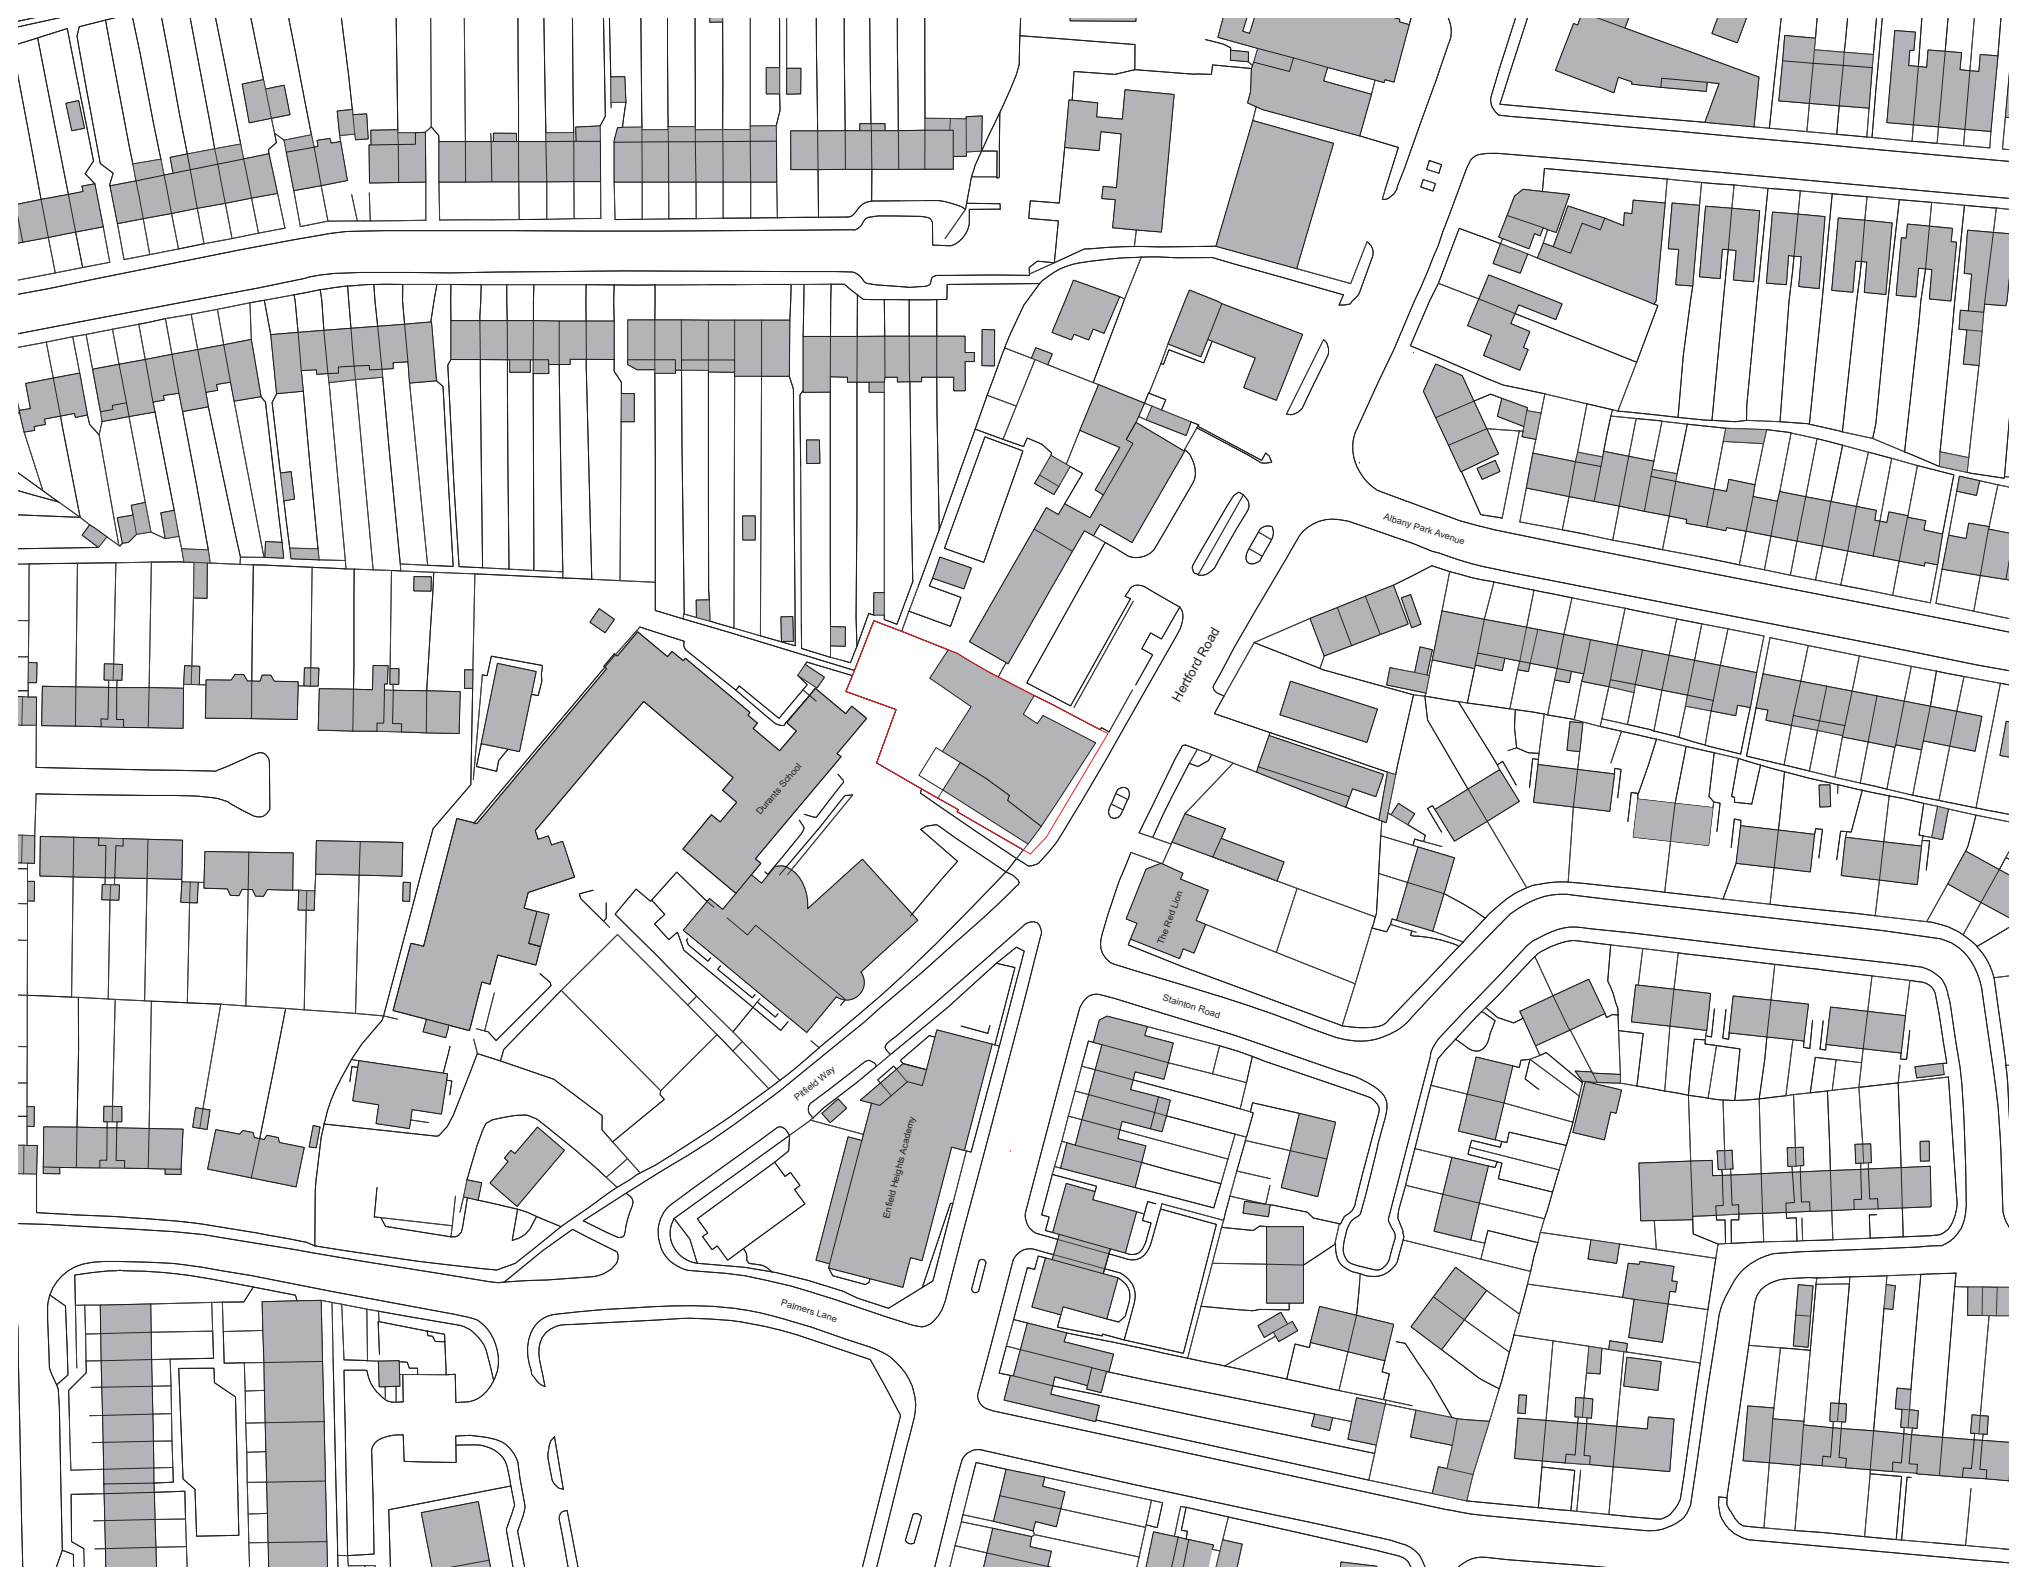 Albany Park Avenue
Hertford Road
Durants School
The Red Lion
Stainton Road
Pitfield Way
Enfield Heights Academy
Palmers Lane